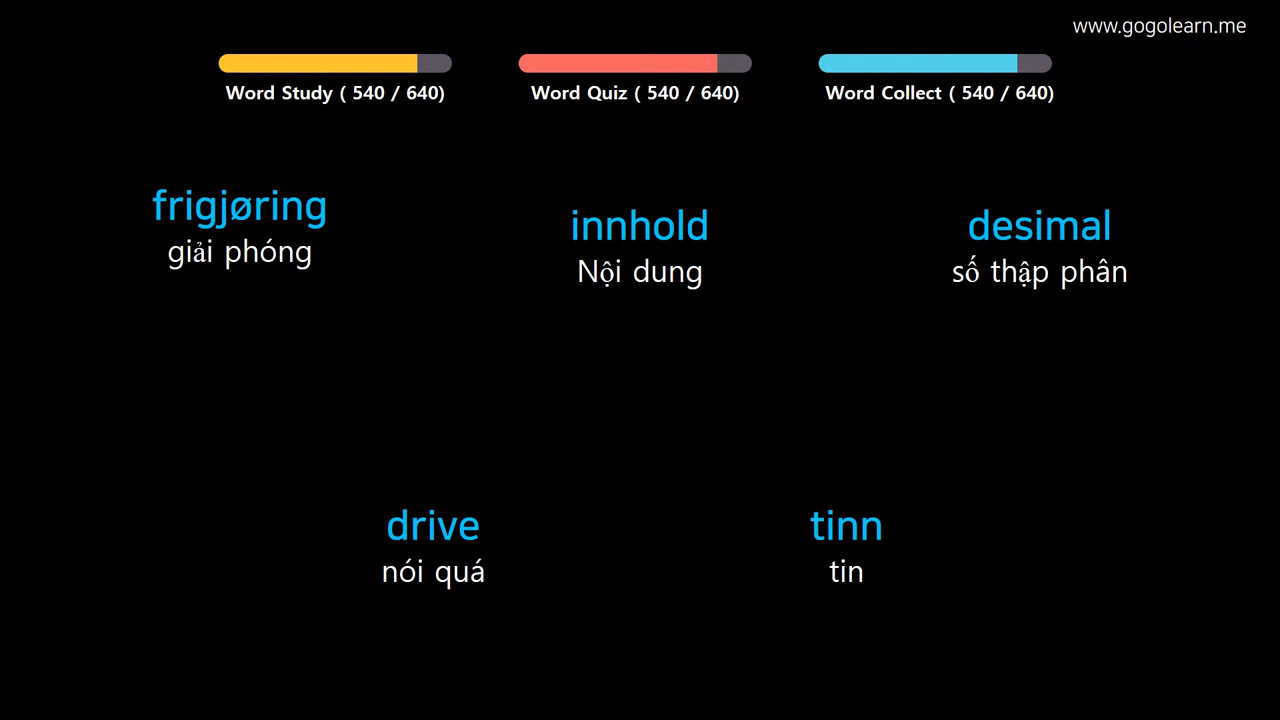 www.gogolearn.me
Word Study ( 540 / 640)
Word Quiz ( 540 / 640)
Word Collect ( 540 / 640)
frigjøring
giải phóng
innhold
Nội dung
desimal
số thập phân
drive
nói quá
tinn
tin